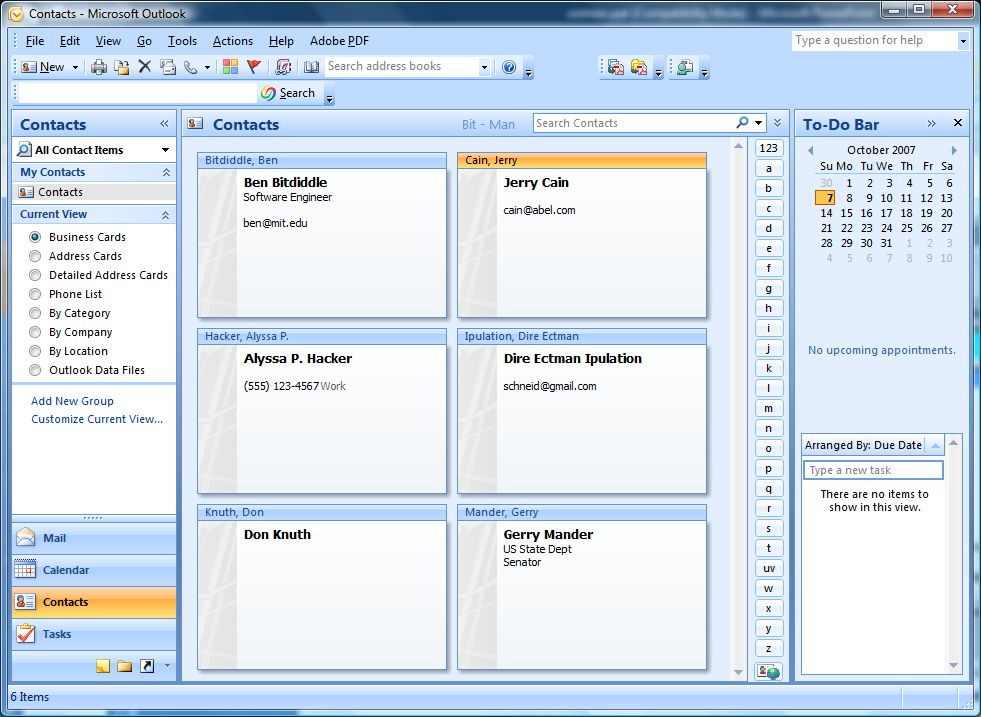 Contacts - Microsoft Outlook
File Edit View Go Tools Actions Help Adobe PDF
Type a question for help
New
Search address books
Search
Contacts
All Contact Items
My Contacts
Contacts
Current View
Business Cards
Address Cards
Detailed Address Cards
Phone List
By Category
By Company
By Location
Outlook Data Files
Add New Group
Customize Current View...
Mail
Calendar
Contacts
Tasks
Contacts
Bit - Man
Search Contacts
Bitdiddle, Ben
Ben Bitdiddle
Software Engineer
ben@mit.edu
Cain, Jerry
Jerry Cain
cain@abel.com
Hacker, Alyssa P.
Alyssa P. Hacker
(555) 123-4567 Work
Ipulation, Dire Ectman
Dire Ectman Ipulation
schneid@gmail.com
Knuth, Don
Don Knuth
Mander, Gerry
Gerry Mander
US State Dept
Senator
123
a
b
c
d
e
f
g
h
i
j
k
l
m
n
o
p
q
r
s
t
uv
w
x
y
z
To-Do Bar
October 2007
Su Mo Tu We Th Fr Sa
30 1 2 3 4 5 6
7 8 9 10 11 12 13
14 15 16 17 18 19 20
21 22 23 24 25 26 27
28 29 30 31 1 2 3
4 5 6 7 8 9 10
No upcoming appointments.
Arranged By: Due Date
Type a new task
There are no items to
show in this view.
6 Items